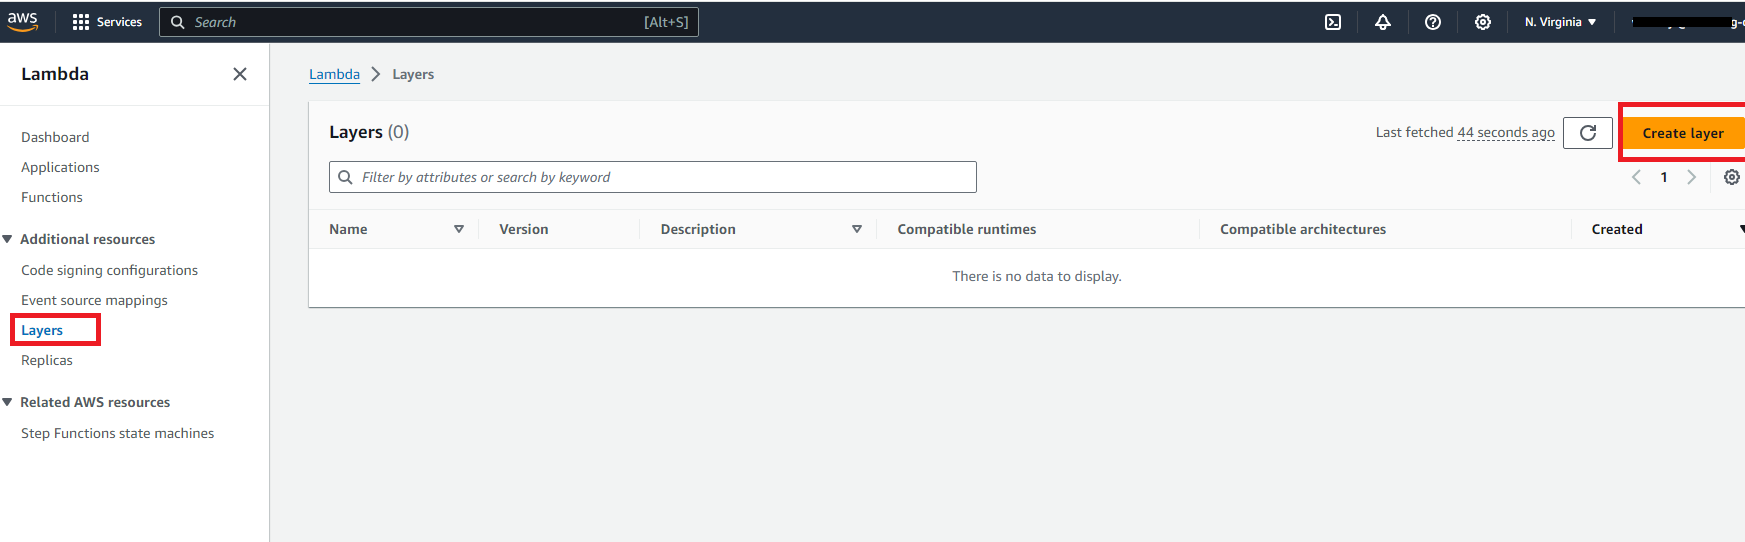 aws Services Search [Alt+S] N. Virginia
Lambda
Dashboard
Applications
Functions
Additional resources
Code signing configurations
Event source mappings
Layers
Replicas
Related AWS resources
Step Functions state machines
Lambda > Layers
Layers (0)
Last fetched 44 seconds ago
Create layer
Filter by attributes or search by keyword
1
Name Version Description Compatible runtimes Compatible architectures Created
There is no data to display.